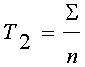 T₂ = Σ / n